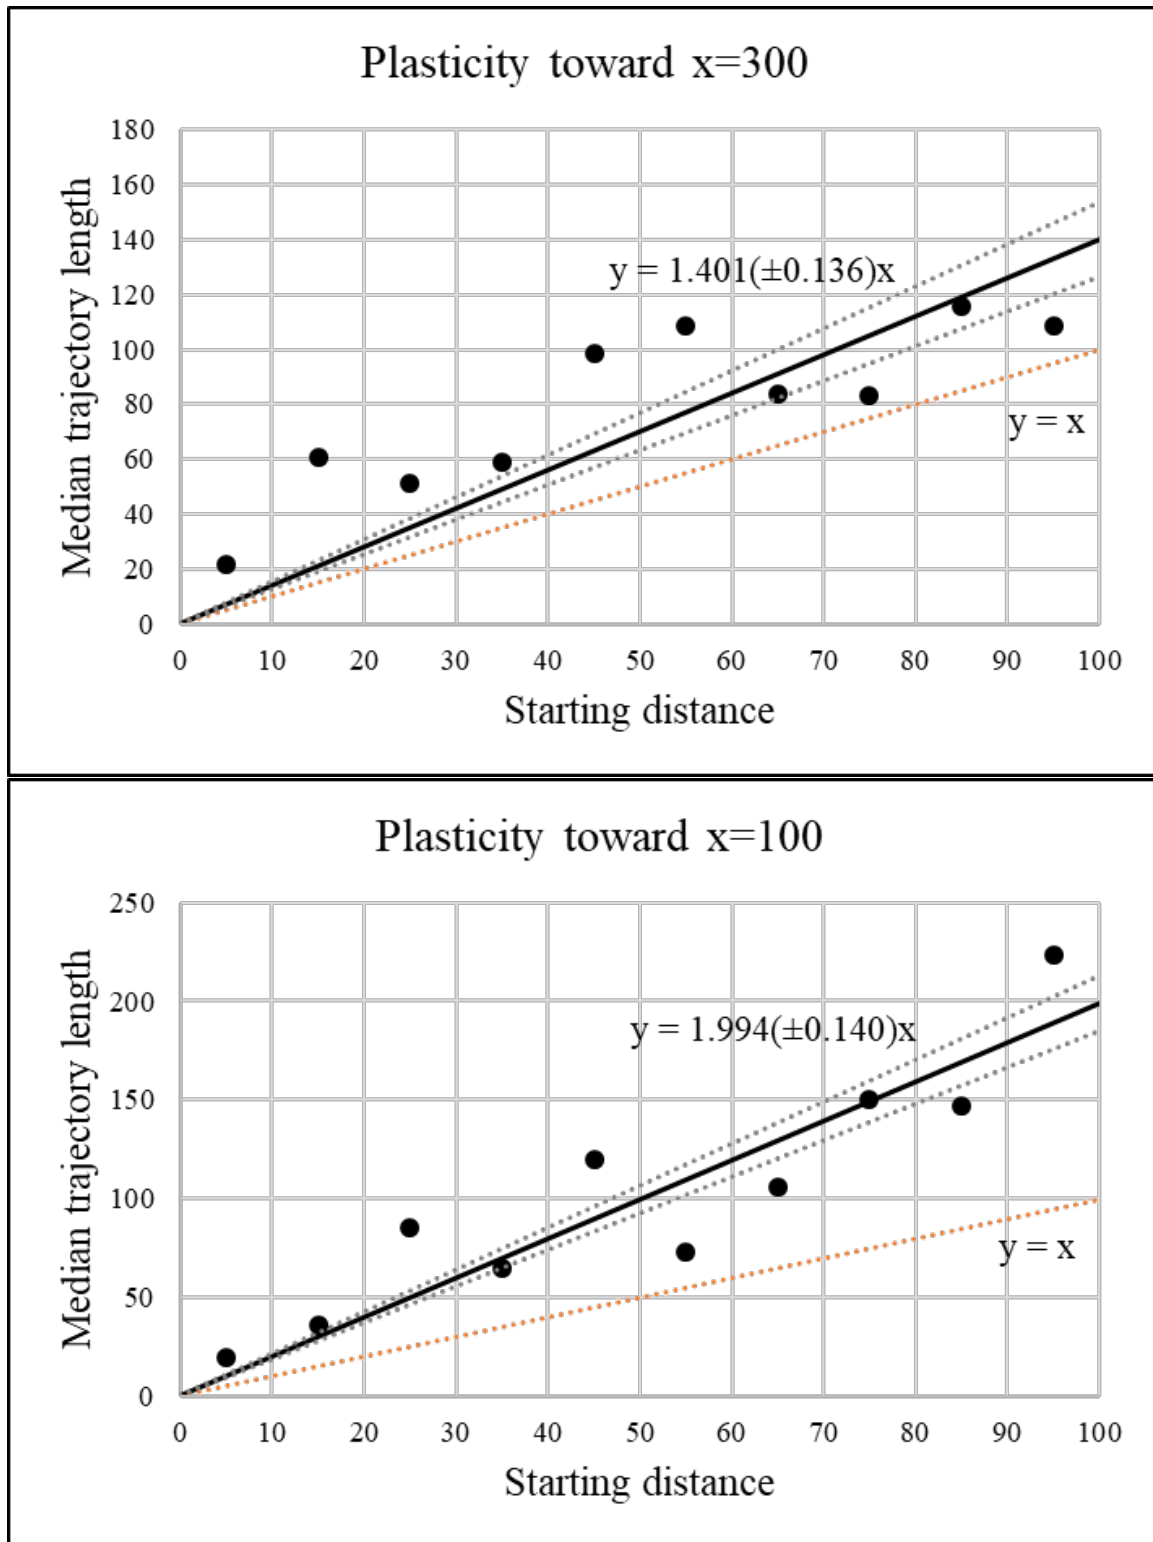 Plasticity toward x=300
180
160
140
120
100
80
60
40
20
0
Median trajectory length
y = 1.401(±0.136)x
y = x
0 10 20 30 40 50 60 70 80 90 100
Starting distance
Plasticity toward x=100
250
200
150
100
50
0
Median trajectory length
y = 1.994(±0.140)x
y = x
0 10 20 30 40 50 60 70 80 90 100
Starting distance